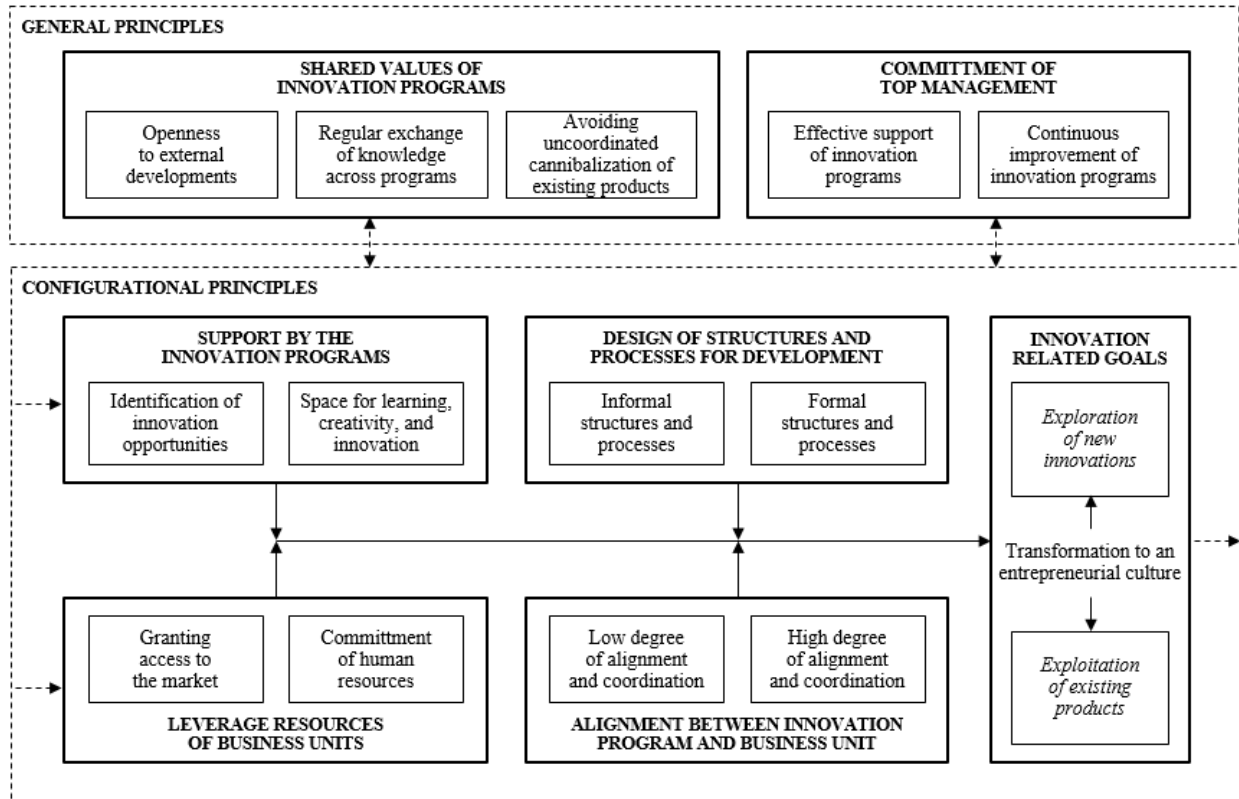 GENERAL PRINCIPLES
SHARED VALUES OF
INNOVATION PROGRAMS
Openness
to external
developments
Regular exchange
of knowledge
across programs
Avoiding
uncoordinated
cannibalization of
existing products
COMMITTMENT OF
TOP MANAGEMENT
Effective support
of innovation
programs
Continuous
improvement of
innovation programs
CONFIGURATIONAL PRINCIPLES
SUPPORT BY THE
INNOVATION PROGRAMS
Identification of
innovation
opportunities
Space for learning,
creativity, and
innovation
DESIGN OF STRUCTURES AND
PROCESSES FOR DEVELOPMENT
Informal
structures and
processes
Formal
structures and
processes
INNOVATION
RELATED GOALS
Exploration
of new
innovations
Transformation to an
entrepreneurial culture
Exploitation
of existing
products
Granting
access to
the market
Committment
of human
resources
LEVERAGE RESOURCES
OF BUSINESS UNITS
Low degree
of alignment
and coordination
High degree
of alignment
and coordination
ALIGNMENT BETWEEN INNOVATION
PROGRAM AND BUSINESS UNIT